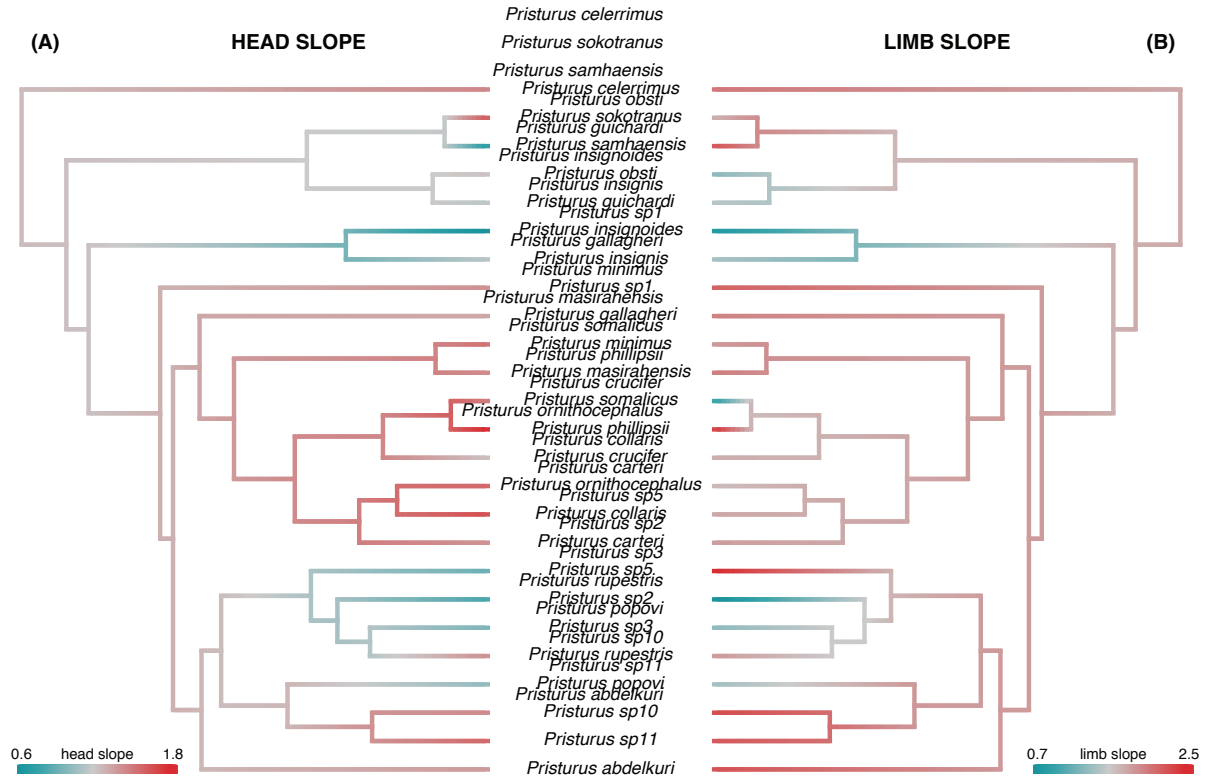 Pristurus celerrimus
(A)
HEAD SLOPE
Pristurus sokotranus
LIMB SLOPE
(B)
Pristurus samhaensis
Pristurus celerrimus
Pristurus obsti
Pristurus sokotranus
Pristurus guichardi
Pristurus samhaensis
Pristurus insignoides
Pristurus obsti
Pristurus insignis
Pristurus guichardi
Pristurus sp1
Pristurus insignoides
Pristurus gallagheri
Pristurus insignis
Pristurus minimus
Pristurus sp1
Pristurus masirahensis
Pristurus gallagheri
Pristurus somalicus
Pristurus minimus
Pristurus phillipsii
Pristurus masirahensis
Pristurus crucifer
Pristurus somalicus
Pristurus ornithocephalus
Pristurus phillipsii
Pristurus collaris
Pristurus crucifer
Pristurus carteri
Pristurus ornithocephalus
Pristurus sp5
Pristurus collaris
Pristurus sp2
Pristurus carteri
Pristurus sp3
Pristurus sp5
Pristurus rupestris
Pristurus sp2
Pristurus popovi
Pristurus sp3
Pristurus sp10
Pristurus rupestris
Pristurus sp11
Pristurus popovi
Pristurus abdelkuri
Pristurus sp10
Pristurus sp11
0.6 head slope 1.8
0.7 limb slope 2.5
Pristurus abdelkuri